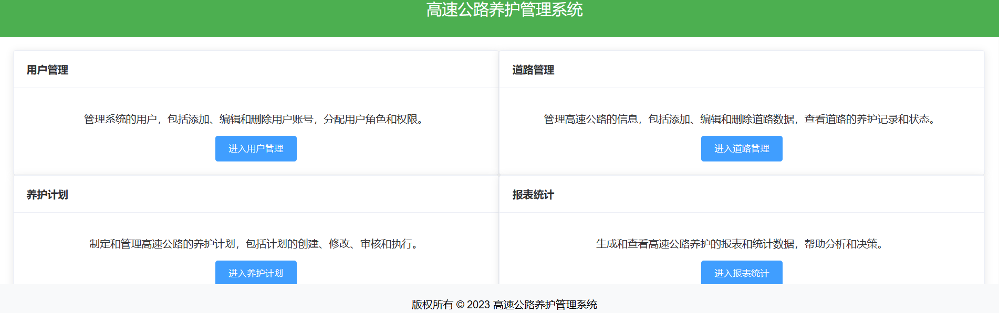 高速公路养护管理系统
用户管理
管理系统的用户，包括添加、编辑和删除用户账号，分配用户角色和权限。
进入用户管理
道路管理
管理高速公路的信息，包括添加、编辑和删除道路数据，查看道路的养护记录和状态。
进入道路管理
养护计划
制定和管理高速公路的养护计划，包括计划的创建、修改、审核和执行。
进入养护计划
报表统计
生成和查看高速公路养护的报表和统计数据，帮助分析和决策。
进入报表统计
版权所有 © 2023 高速公路养护管理系统